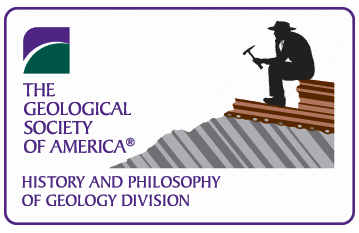 THE
GEOLOGICAL
SOCIETY
OF AMERICA®
HISTORY AND PHILOSOPHY
OF GEOLOGY DIVISION